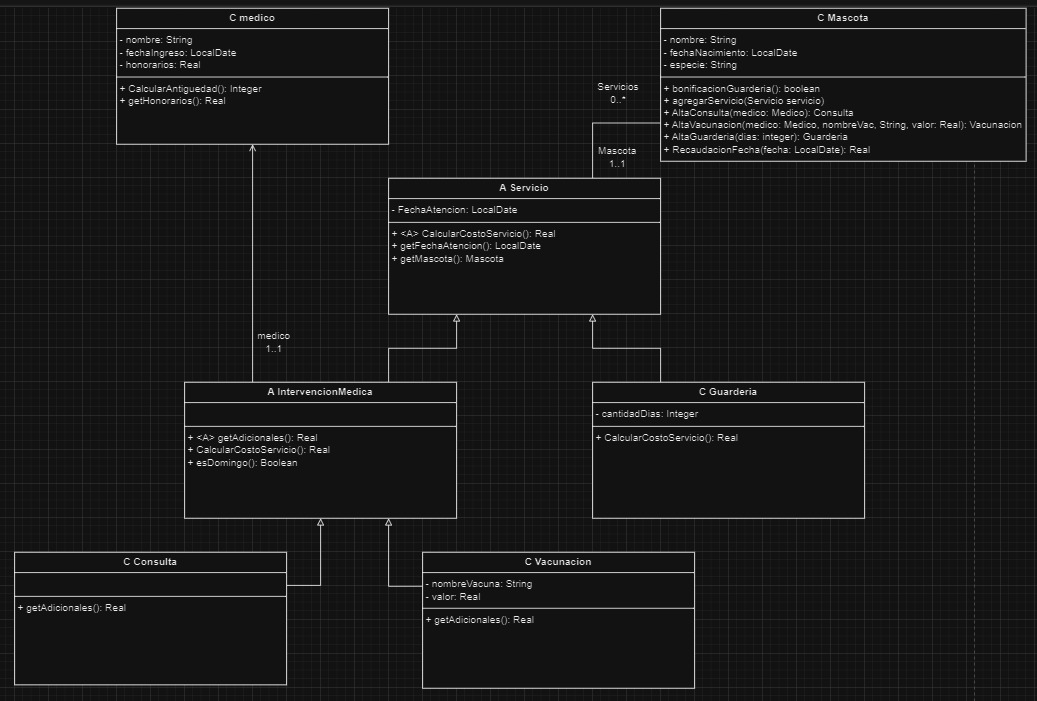 C medico
- nombre: String
- fechaIngreso: LocalDate
- honorarios: Real
+ CalcularAntiguedad(): Integer
+ getHonorarios(): Real
C Mascota
- nombre: String
- fechaNacimiento: LocalDate
- especie: String
+ bonificacionGuarderia(): boolean
+ agregarServicio(Servicio servicio)
+ AltaConsulta(medico: Medico): Consulta
+ AltaVacunacion(medico: Medico, nombreVac, String, valor: Real): Vacunacion
+ AltaGuarderia(dias: integer): Guarderia
+ RecaudacionFecha(fecha: LocalDate): Real
Servicios
0..*
Mascota
1..1
A Servicio
- FechaAtencion: LocalDate
+ <A> CalcularCostoServicio(): Real
+ getFechaAtencion(): LocalDate
+ getMascota(): Mascota
medico
1..1
A IntervencionMedica
+ <A> getAdicionales(): Real
+ CalcularCostoServicio(): Real
+ esDomingo(): Boolean
C Guarderia
- cantidadDias: Integer
+ CalcularCostoServicio(): Real
C Consulta
+ getAdicionales(): Real
C Vacunacion
- nombreVacuna: String
- valor: Real
+ getAdicionales(): Real